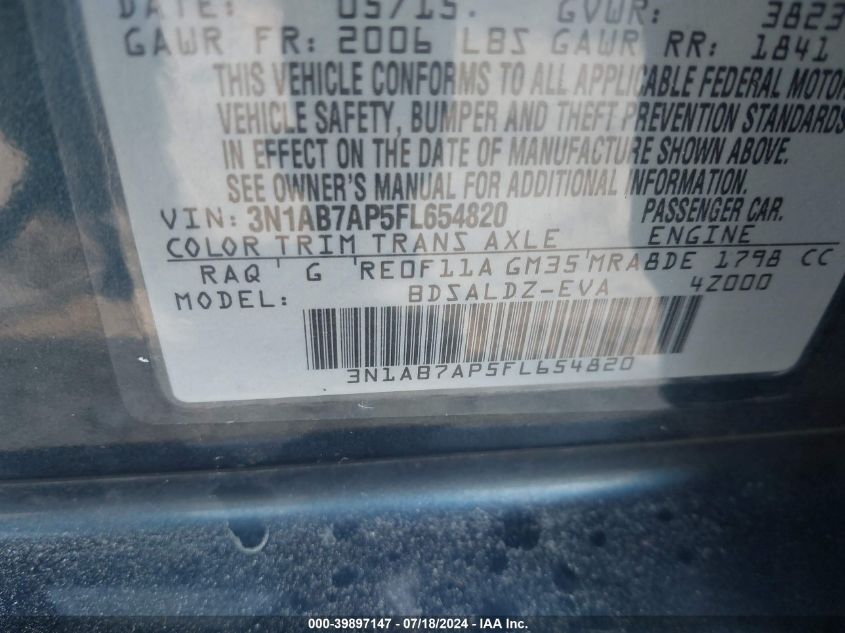 DATE: 05/15. GVWR: 3823
GAWR FR: 2006 LBS GAWR RR: 1841
THIS VEHICLE CONFORMS TO ALL APPLICABLE FEDERAL MOTOR
VEHICLE SAFETY, BUMPER AND THEFT PREVENTION STANDARDS
IN EFFECT ON THE DATE OF MANUFACTURE SHOWN ABOVE.
SEE OWNER'S MANUAL FOR ADDITIONAL INFORMATION.
VIN: 3N1AB7AP5FL654820 PASSENGER CAR.
COLOR TRIM TRANS AXLE ENGINE
RAQ G RE0F11A GM35 MRA8DE 1798 CC
MODEL: BDSALDZ-EVA 4Z000
3N1AB7AP5FL654820
000-39897147 - 07/18/2024 - WWW.IAAI.COM